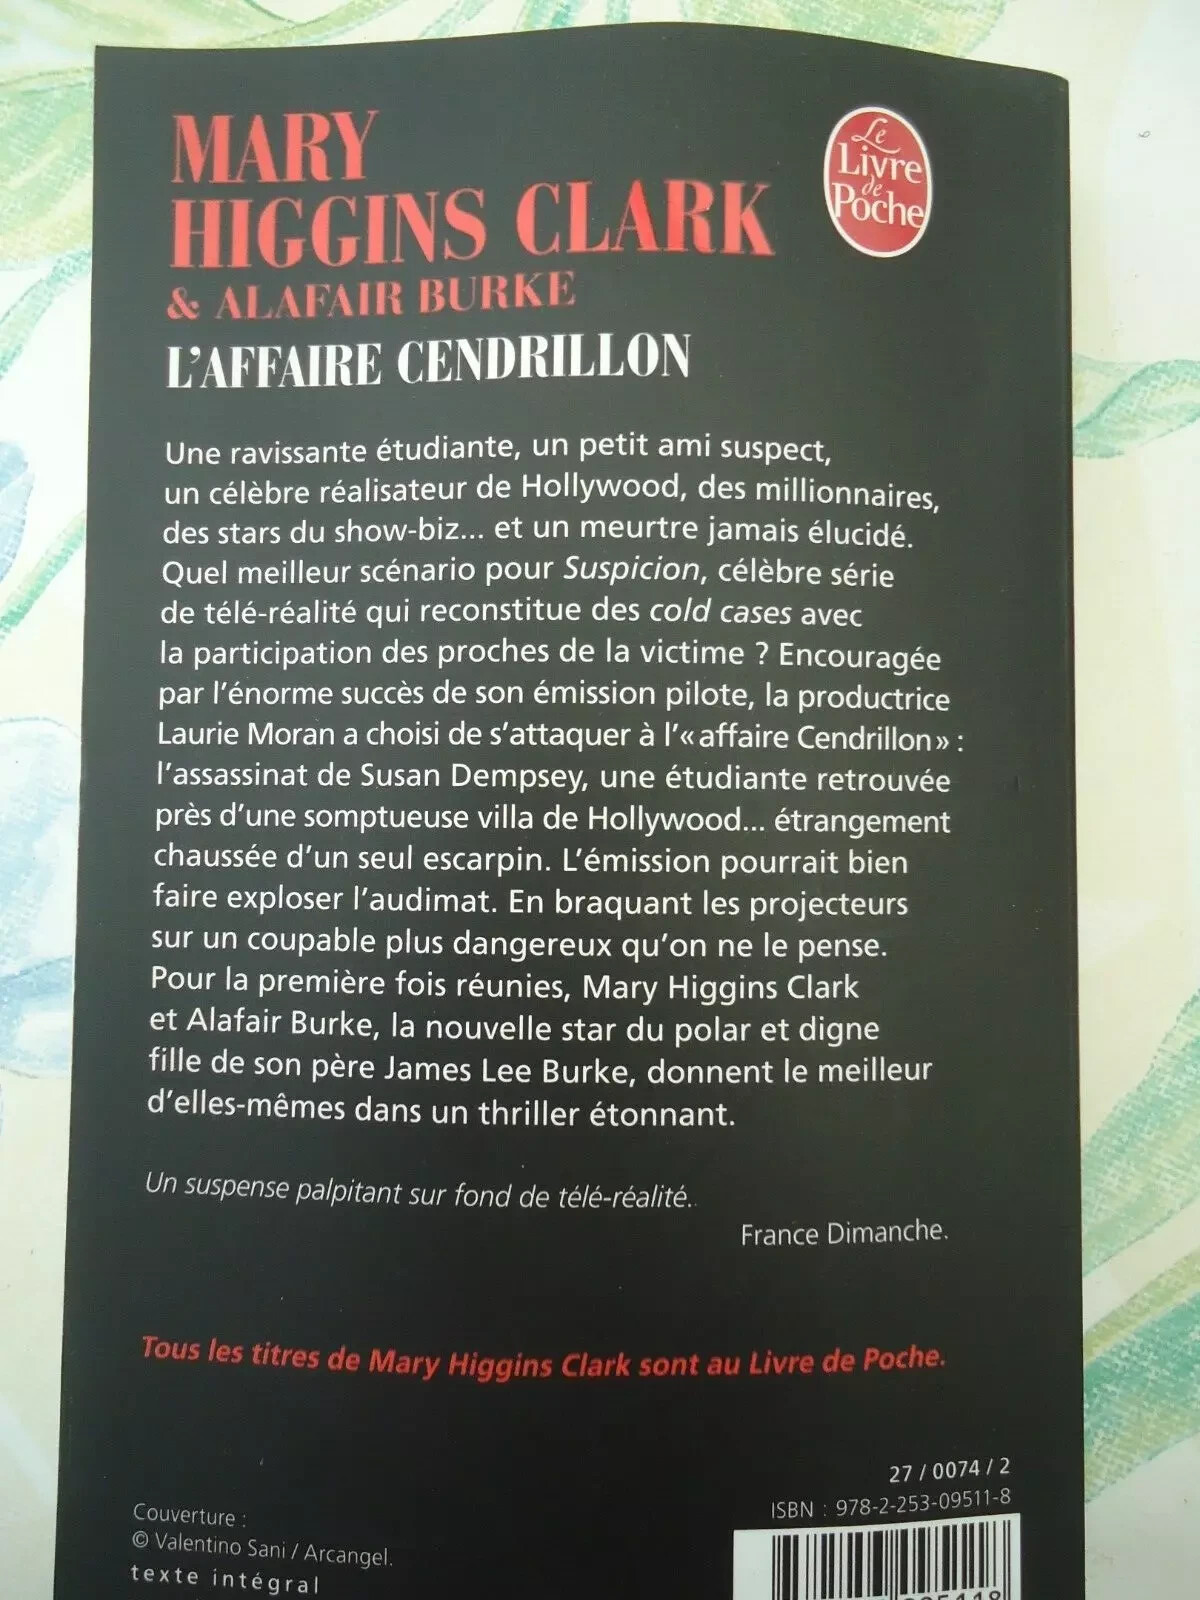 MARY
HIGGINS CLARK
& ALAFAIR BURKE
L'AFFAIRE CENDRILLON
Le
Livre
de
Poche
Une ravissante étudiante, un petit ami suspect,
un célèbre réalisateur de Hollywood, des millionnaires,
des stars du show-biz... et un meurtre jamais élucidé.
Quel meilleur scénario pour Suspicion, célèbre série
de télé-réalité qui reconstitue des cold cases avec
la participation des proches de la victime ? Encouragée
par l'énorme succès de son émission pilote, la productrice
Laurie Moran a choisi de s'attaquer à l'« affaire Cendrillon » :
l'assassinat de Susan Dempsey, une étudiante retrouvée
près d'une somptueuse villa de Hollywood... étrangement
chaussée d'un seul escarpin. L'émission pourrait bien
faire exploser l'audimat. En braquant les projecteurs
sur un coupable plus dangereux qu'on ne le pense.
Pour la première fois réunies, Mary Higgins Clark
et Alafair Burke, la nouvelle star du polar et digne
fille de son père James Lee Burke, donnent le meilleur
d'elles-mêmes dans un thriller étonnant.
Un suspense palpitant sur fond de télé-réalité.
France Dimanche.
Tous les titres de Mary Higgins Clark sont au Livre de Poche.
27 / 0074 / 2
ISBN : 978-2-253-09511-8
Couverture :
© Valentino Sani / Arcangel.
texte intégral